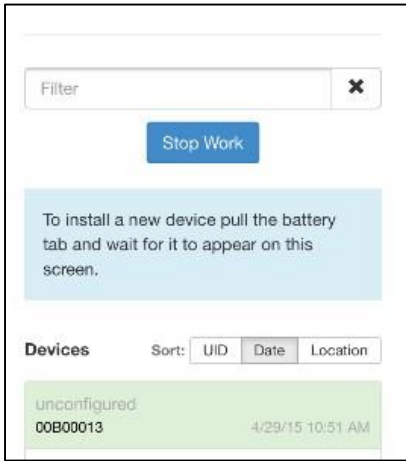 Filter ✖
Stop Work
To install a new device pull the battery
tab and wait for it to appear on this
screen.
Devices Sort: UID Date Location
unconfigured
00B00013 4/29/15 10:51 AM